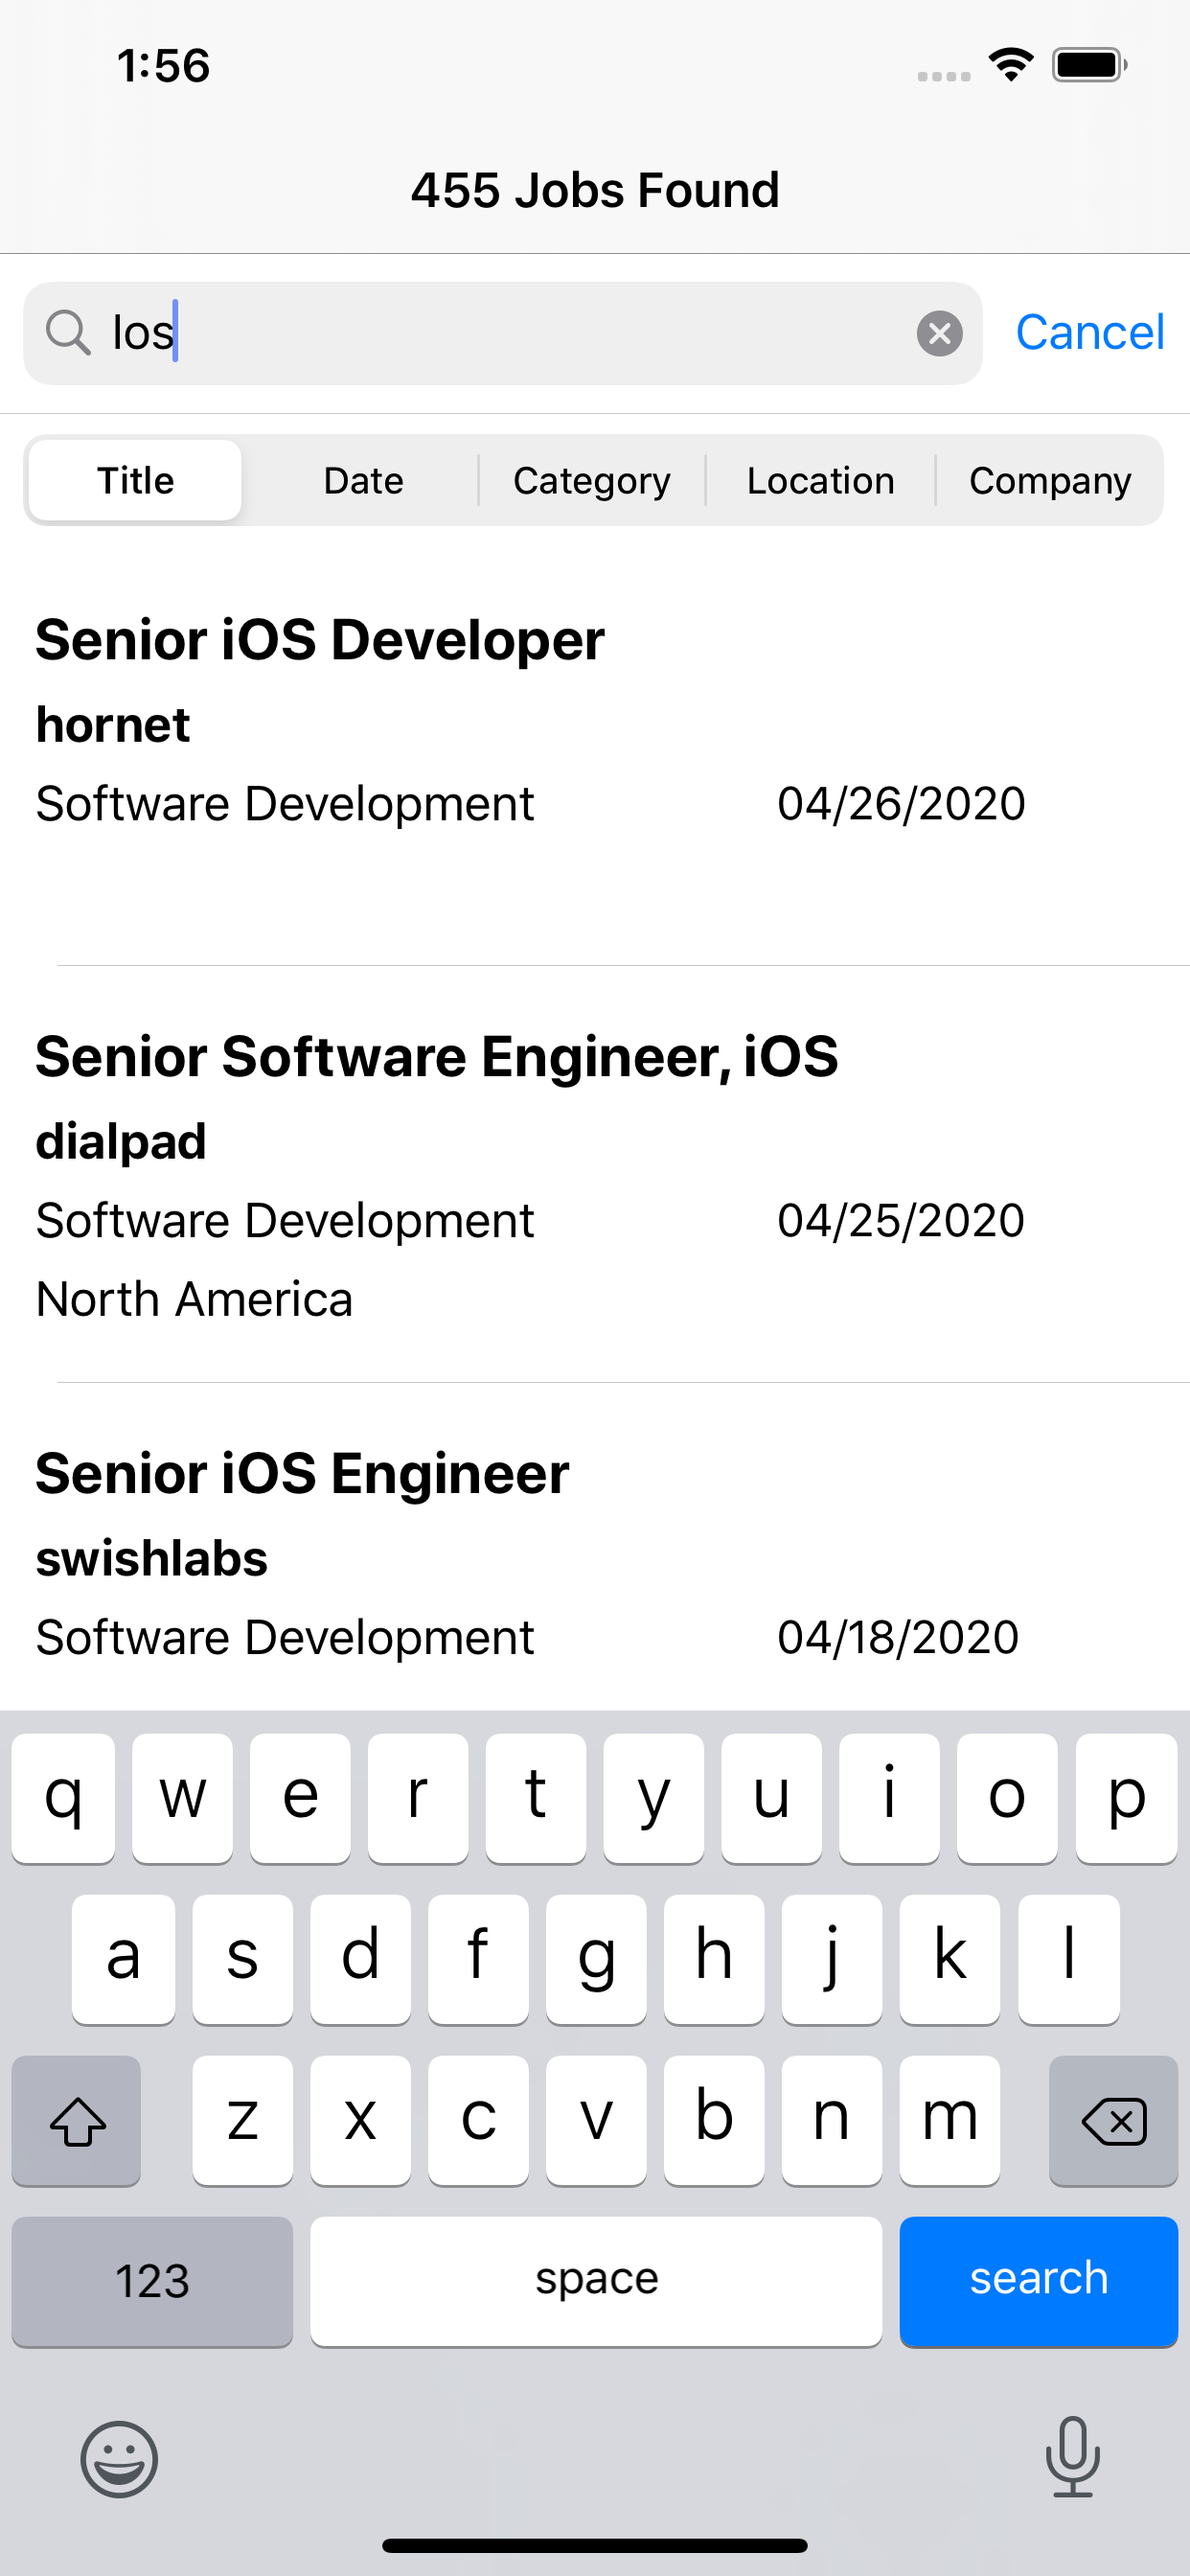 1:56
455 Jobs Found
Ios Cancel
Title Date Category Location Company
Senior iOS Developer
hornet
Software Development 04/26/2020
Senior Software Engineer, iOS
dialpad
Software Development 04/25/2020
North America
Senior iOS Engineer
swishlabs
Software Development 04/18/2020
q w e r t y u i o p
a s d f g h j k l
z x c v b n m
123 space search